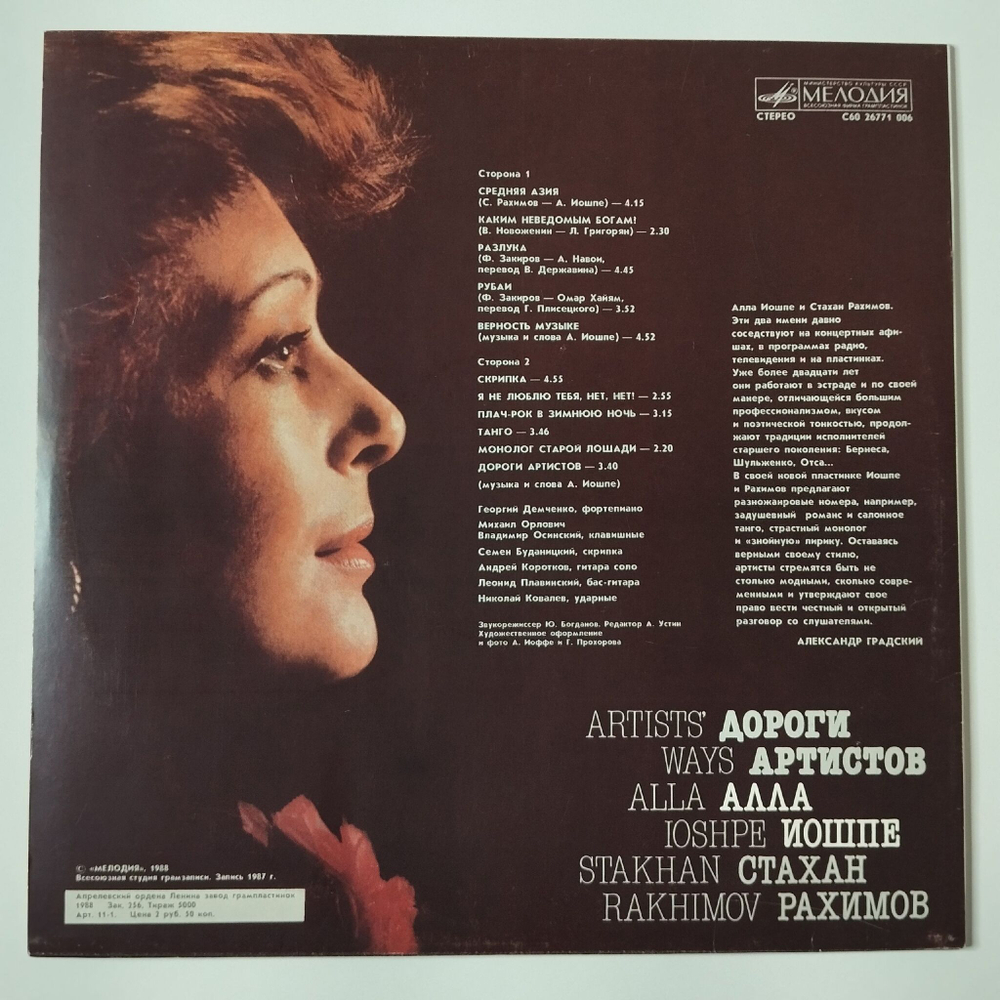 МИНИСТЕРСТВО КУЛЬТУРЫ СССР
МЕЛОДИЯ
ВСЕСОЮЗНАЯ ФИРМА ГРАМПЛАСТИНОК
СТЕРЕО С60 26771 006
Сторона 1
СРЕДНЯЯ АЗИЯ
(С. Рахимов — А. Иошпе) — 4.15
КАКИМ НЕВЕДОМЫМ БОГАМ!
(В. Новоженин — Л. Григорян) — 2.30
РАЗЛУКА
(Ф. Закиров — А. Навои,
перевод В. Державина) — 4.45
РУБАИ
(Ф. Закиров — Омар Хайям,
перевод Г. Плисецкого) — 3.52
ВЕРНОСТЬ МУЗЫКЕ
(музыка и слова А. Иошпе) — 4.52
Сторона 2
СКРИПКА — 4.55
Я НЕ ЛЮБЛЮ ТЕБЯ, НЕТ, НЕТ! — 2.55
ПЛАЧ-РОК В ЗИМНЮЮ НОЧЬ — 3.15
ТАНГО — 3.46
МОНОЛОГ СТАРОЙ ЛОШАДИ — 2.20
ДОРОГИ АРТИСТОВ — 3.40
(музыка и слова А. Иошпе)
Георгий Демченко, фортепиано
Михаил Орлович
Владимир Осинский, клавишные
Семен Буданицкий, скрипка
Андрей Коротков, гитара соло
Леонид Плавинский, бас-гитара
Николай Ковалев, ударные
Звукорежиссер Ю. Богданов. Редактор А. Устин
Художественное оформление
и фото А. Иоффе и Г. Прохорова
Алла Иошпе и Стахан Рахимов.
Эти два имени давно
соседствуют на концертных афи-
шах, в программах радио,
телевидения и на пластинках.
Уже более двадцати лет
они работают в эстраде и по своей
манере, отличающейся большим
профессионализмом, вкусом
и поэтической тонкостью, продол-
жают традиции исполнителей
старшего поколения: Бернеса,
Шульженко, Отса...
В своей новой пластинке Иошпе
и Рахимов предлагают
разножанровые номера, например,
задушевный романс и салонное
танго, страстный монолог
и «знойную» лирику. Оставаясь
верными своему стилю,
артисты стремятся быть не
столько модными, сколько совре-
менными и утверждают свое
право вести честный и открытый
разговор со слушателями.
АЛЕКСАНДР ГРАДСКИЙ
ARTISTS' ДОРОГИ
WAYS АРТИСТОВ
ALLA АЛЛА
IOSHPE ИОШПЕ
STAKHAN СТАХАН
RAKHIMOV РАХИМОВ
© «МЕЛОДИЯ», 1988
Всесоюзная студия грамзаписи. Запись 1987 г.
Апрелевский ордена Ленина завод грампластинок
1988 Зак. 256. Тираж 5000
Арт. 11-1. Цена 2 руб. 50 коп.